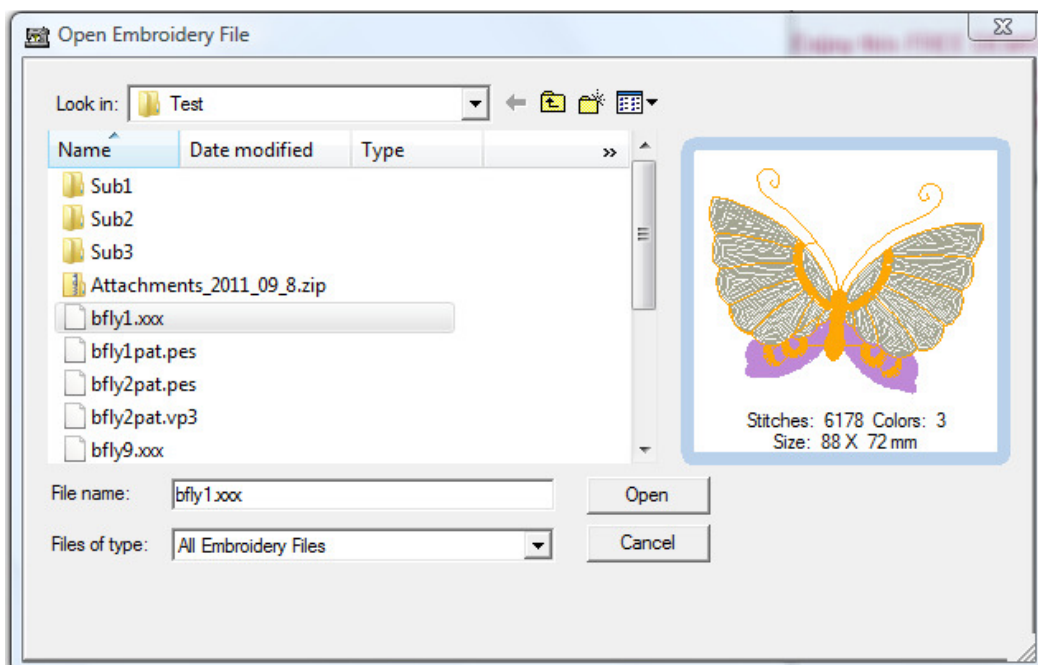 Open Embroidery File
Look in: Test
Name Date modified Type »
Sub1
Sub2
Sub3
Attachments_2011_09_8.zip
bfly1.xxx
bfly1pat.pes
bfly2pat.pes
bfly2pat.vp3
bfly9.xxx
Stitches: 6178 Colors: 3
Size: 88 X 72 mm
File name: bfly1.xxx Open
Files of type: All Embroidery Files Cancel